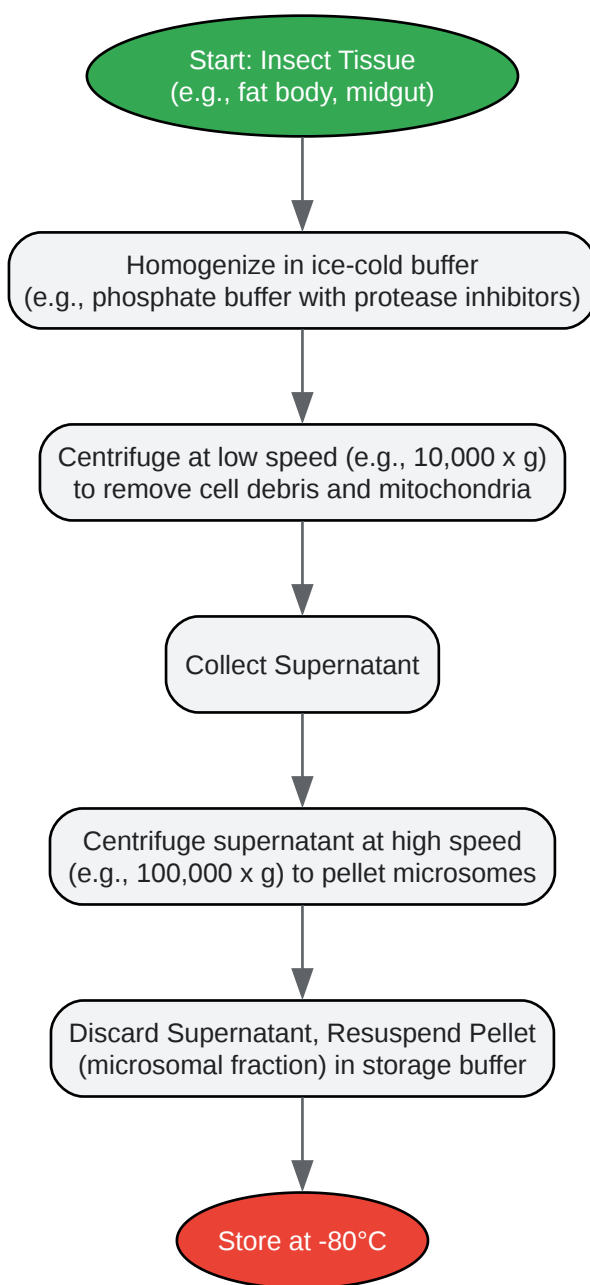 Start: Insect Tissue
(e.g., fat body, midgut)
Homogenize in ice-cold buffer
(e.g., phosphate buffer with protease inhibitors)
Centrifuge at low speed (e.g., 10,000 x g)
to remove cell debris and mitochondria
Collect Supernatant
Centrifuge supernatant at high speed
(e.g., 100,000 x g) to pellet microsomes
Discard Supernatant, Resuspend Pellet
(microsomal fraction) in storage buffer
Store at -80°C